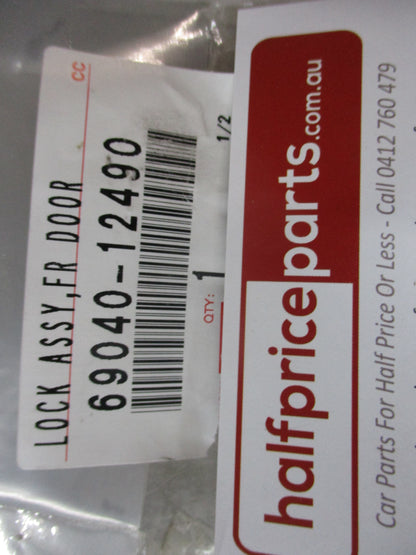 CC
LOCK ASSY,FR DOOR
69040-12490
QTY: 1
1/2
halfpriceparts.com.au
Car Parts For Half Price Or Less - Call 0412 760 479